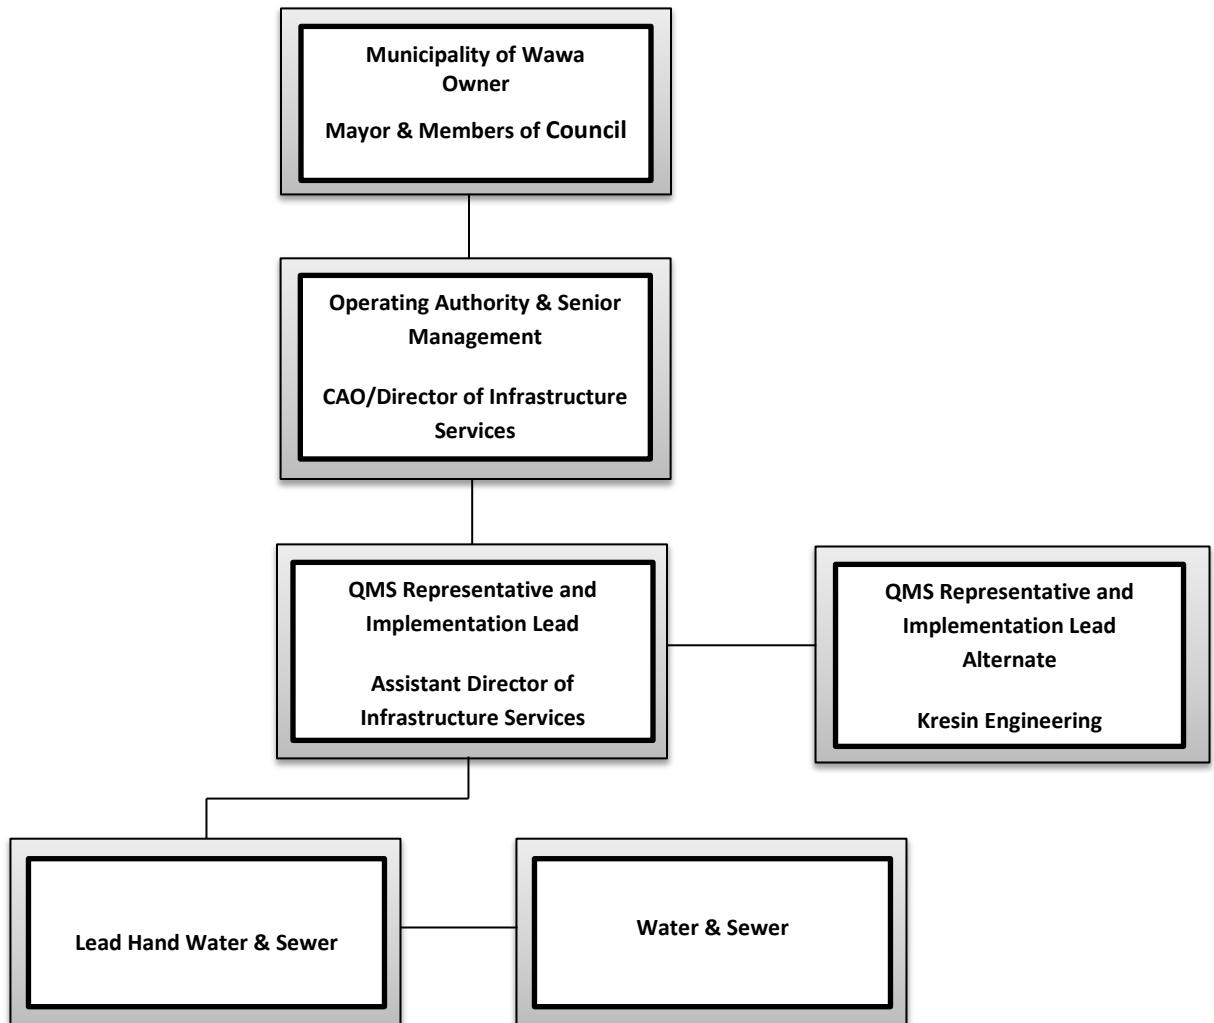 Municipality of Wawa
Owner
Mayor & Members of Council
Operating Authority & Senior
Management
CAO/Director of Infrastructure
Services
QMS Representative and
Implementation Lead
Assistant Director of
Infrastructure Services
QMS Representative and
Implementation Lead
Alternate
Kresin Engineering
Lead Hand Water & Sewer
Water & Sewer